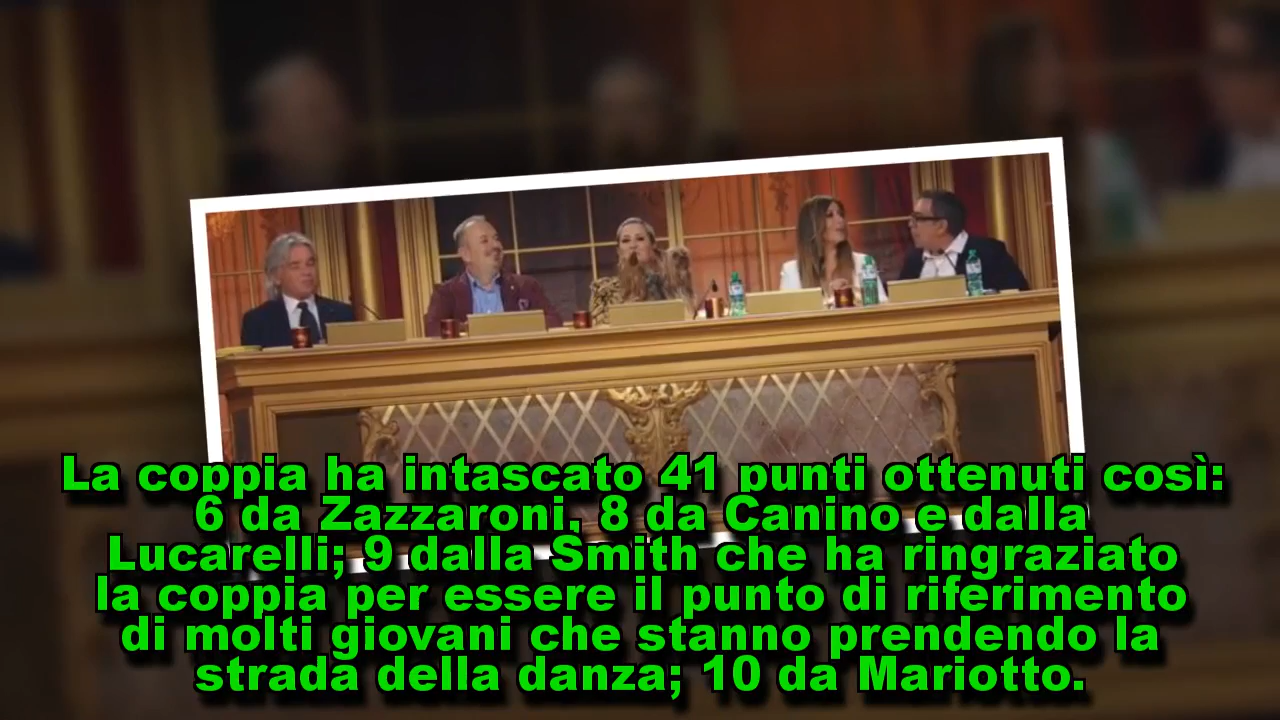 La coppia ha intascato 41 punti ottenuti così:
6 da Zazzaroni, 8 da Canino e dalla
Lucarelli; 9 dalla Smith che ha ringraziato
la coppia per essere il punto di riferimento
di molti giovani che stanno prendendo la
strada della danza; 10 da Mariotto.